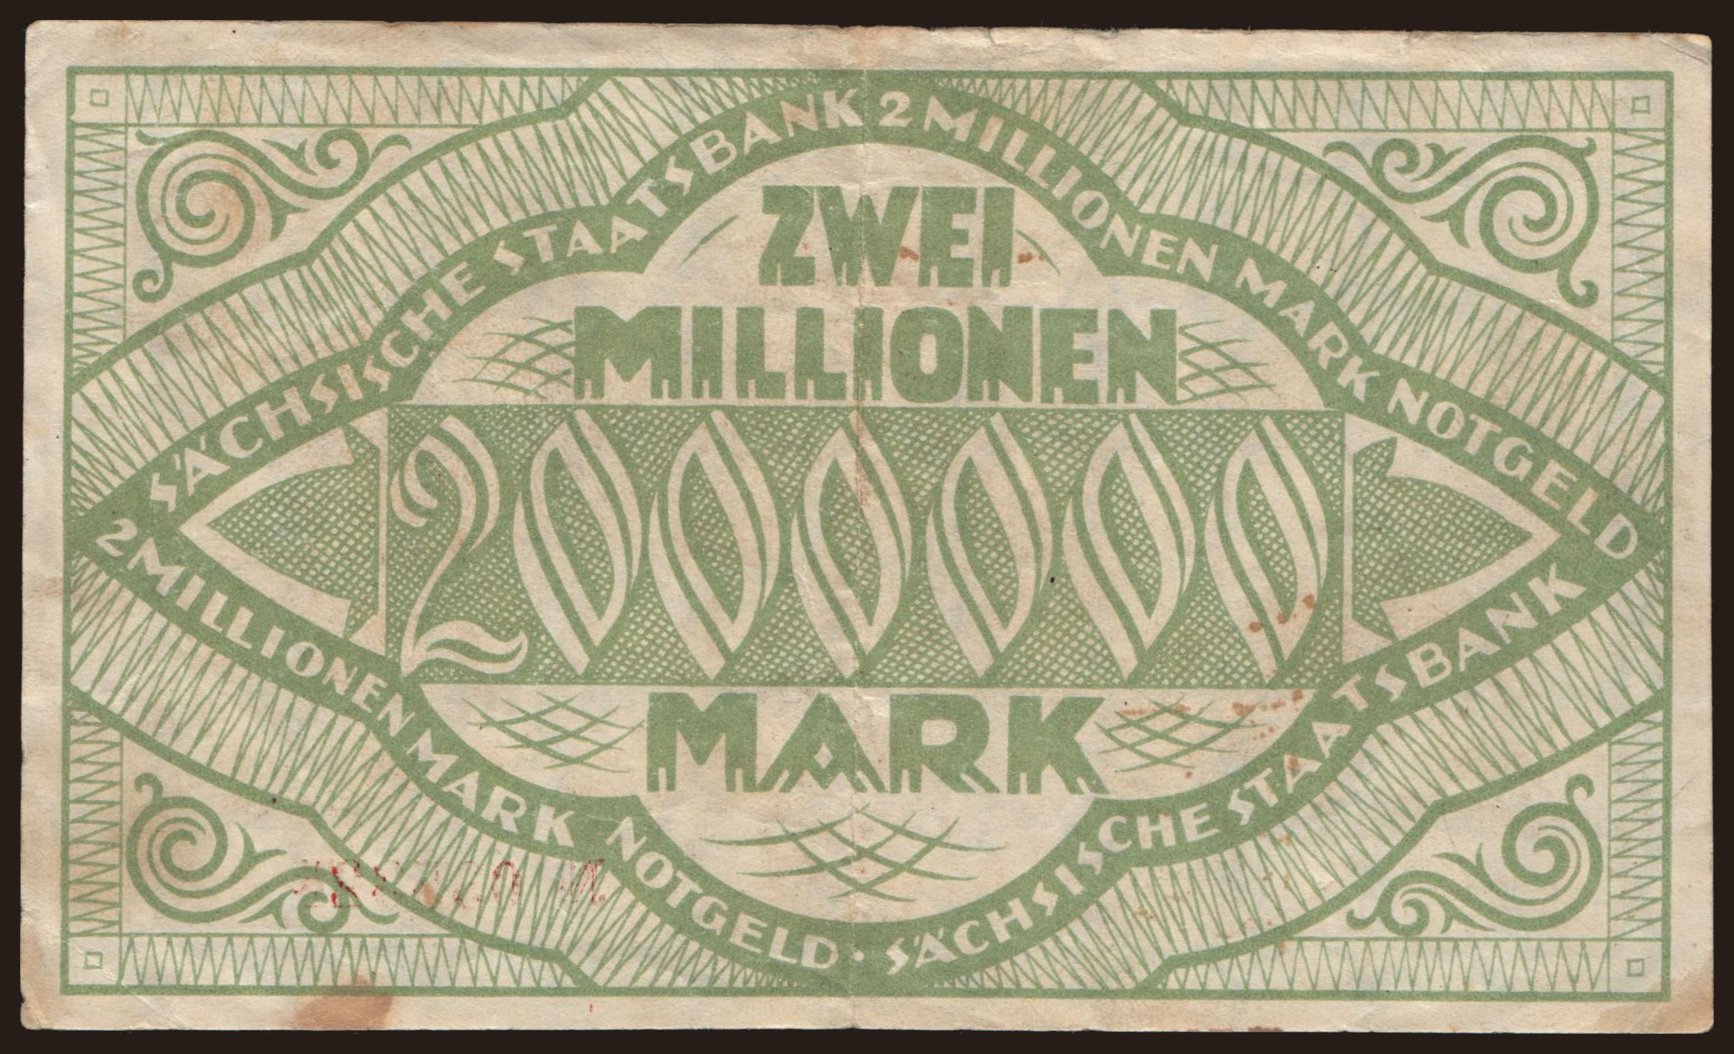 SÄCHSISCHE STAATSBANK 2 MILLIONEN MARK NOTGELD
ZWEI
MILLIONEN
2000000
MARK
2 MILLIONEN MARK NOTGELD · SÄCHSISCHE STAATSBANK